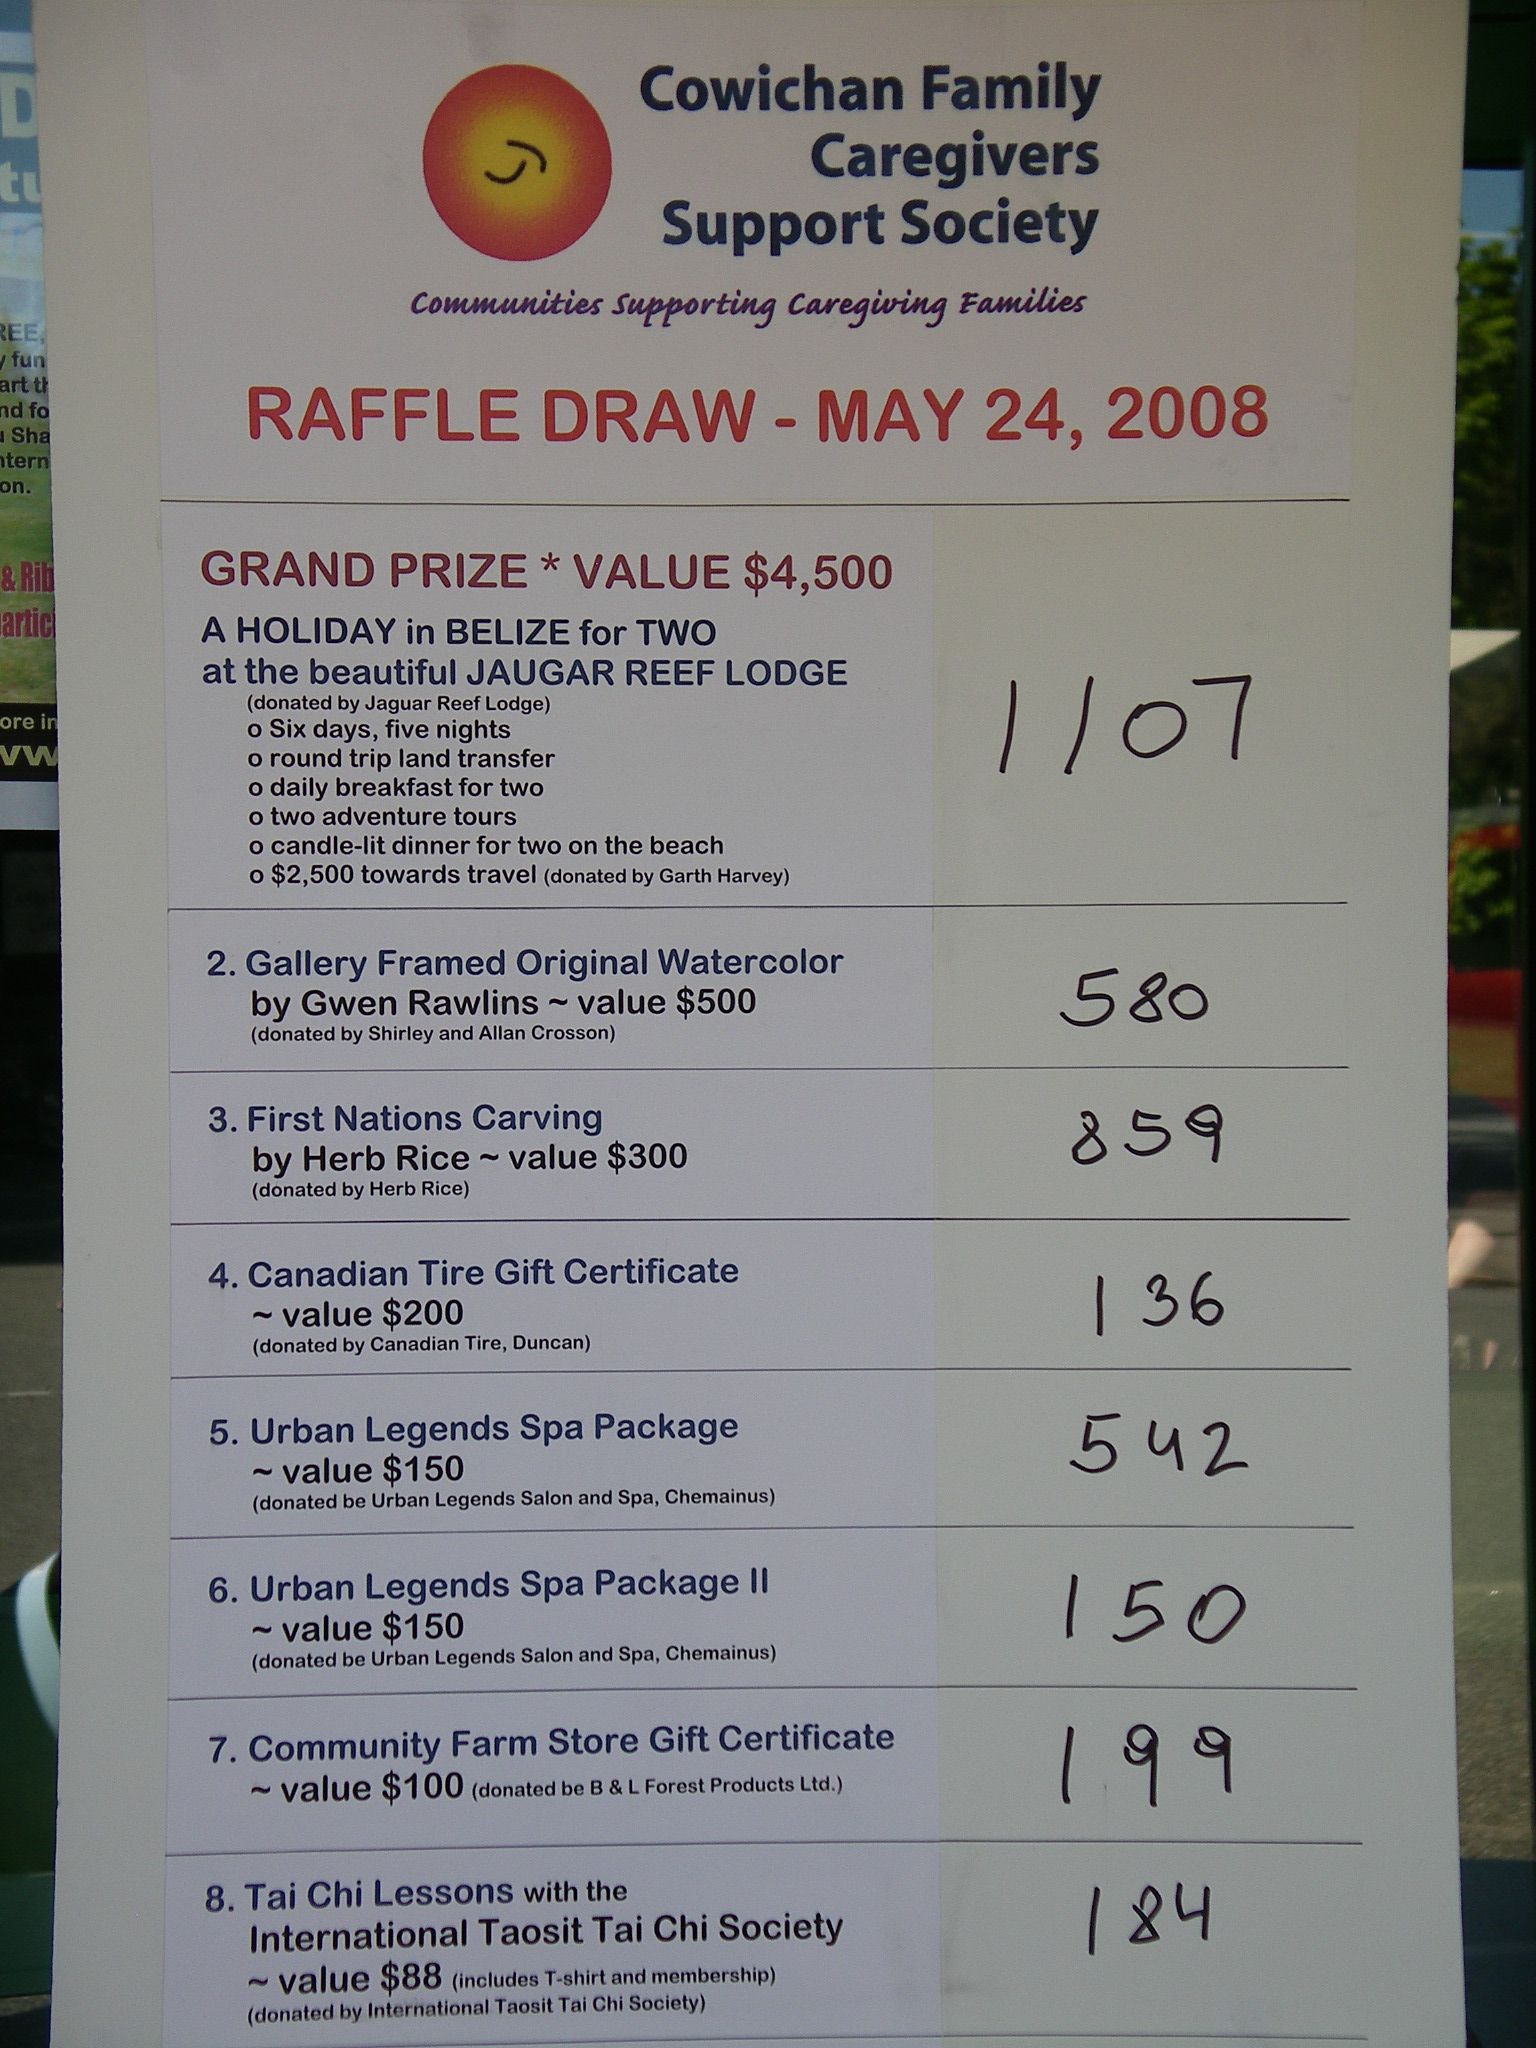 Cowichan Family
Caregivers
Support Society
Communities Supporting Caregiving Families
RAFFLE DRAW - MAY 24, 2008
GRAND PRIZE * VALUE $4,500
A HOLIDAY in BELIZE for TWO
at the beautiful JAUGAR REEF LODGE
(donated by Jaguar Reef Lodge)
o Six days, five nights
o round trip land transfer
o daily breakfast for two
o two adventure tours
o candle-lit dinner for two on the beach
o $2,500 towards travel (donated by Garth Harvey)
1107
2. Gallery Framed Original Watercolor
by Gwen Rawlins ~ value $500
(donated by Shirley and Allan Crosson)
580
3. First Nations Carving
by Herb Rice ~ value $300
(donated by Herb Rice)
859
4. Canadian Tire Gift Certificate
~ value $200
(donated by Canadian Tire, Duncan)
136
5. Urban Legends Spa Package
~ value $150
(donated be Urban Legends Salon and Spa, Chemainus)
542
6. Urban Legends Spa Package II
~ value $150
(donated be Urban Legends Salon and Spa, Chemainus)
150
7. Community Farm Store Gift Certificate
~ value $100 (donated be B & L Forest Products Ltd.)
199
8. Tai Chi Lessons with the
International Taosit Tai Chi Society
~ value $88 (includes T-shirt and membership)
(donated by International Taosit Tai Chi Society)
184